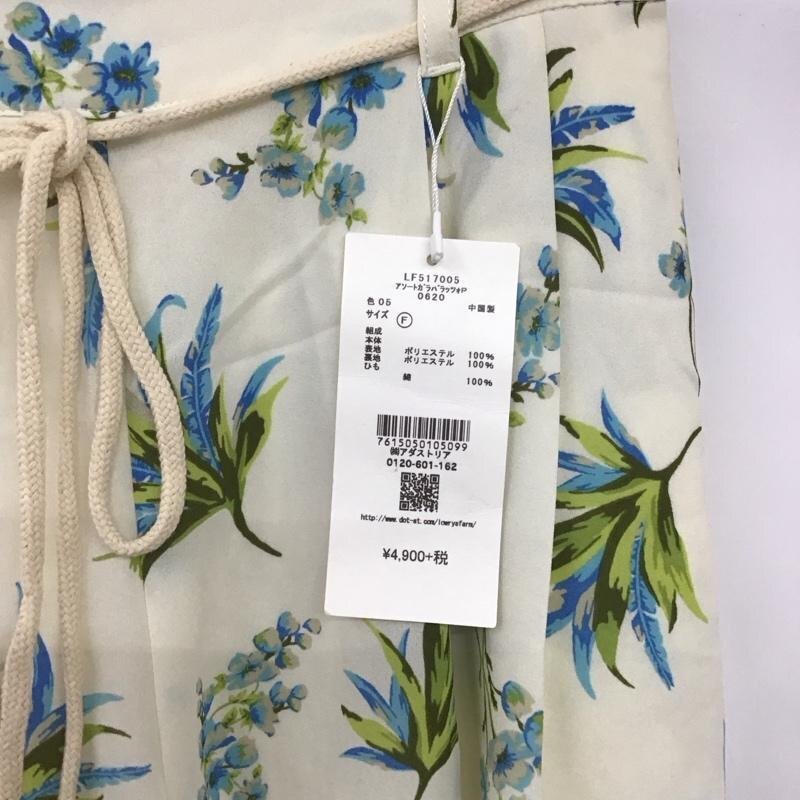 LF517005
アソートガラパラッツォP
0620
色 05 中国製
サイズ F
組成
本体
表地 ポリエステル 100%
裏地 ポリエステル 100%
ひも 綿 100%
7615050105099
㈱アダストリア
0120-601-162
http://www.dot-st.com/lowrysfarm/
¥4,900+税